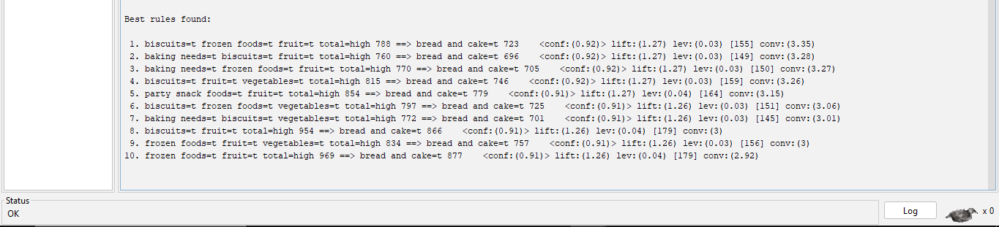 Best rules found:
1. biscuits=t frozen foods=t fruit=t total=high 788 ==> bread and cake=t 723 <conf:(0.92)> lift:(1.27) lev:(0.03) [155] conv:(3.35)
2. baking needs=t biscuits=t fruit=t total=high 760 ==> bread and cake=t 696 <conf:(0.92)> lift:(1.27) lev:(0.03) [149] conv:(3.28)
3. baking needs=t frozen foods=t fruit=t total=high 770 ==> bread and cake=t 705 <conf:(0.92)> lift:(1.27) lev:(0.03) [150] conv:(3.27)
4. biscuits=t fruit=t vegetables=t total=high 815 ==> bread and cake=t 746 <conf:(0.92)> lift:(1.27) lev:(0.03) [159] conv:(3.26)
5. party snack foods=t fruit=t total=high 854 ==> bread and cake=t 779 <conf:(0.91)> lift:(1.27) lev:(0.04) [164] conv:(3.15)
6. biscuits=t frozen foods=t vegetables=t total=high 797 ==> bread and cake=t 725 <conf:(0.91)> lift:(1.26) lev:(0.03) [151] conv:(3.06)
7. baking needs=t biscuits=t vegetables=t total=high 772 ==> bread and cake=t 701 <conf:(0.91)> lift:(1.26) lev:(0.03) [145] conv:(3.01)
8. biscuits=t fruit=t total=high 954 ==> bread and cake=t 866 <conf:(0.91)> lift:(1.26) lev:(0.04) [179] conv:(3)
9. frozen foods=t fruit=t vegetables=t total=high 834 ==> bread and cake=t 757 <conf:(0.91)> lift:(1.26) lev:(0.03) [156] conv:(3)
10. frozen foods=t fruit=t total=high 969 ==> bread and cake=t 877 <conf:(0.91)> lift:(1.26) lev:(0.04) [179] conv:(2.92)
Status
OK
Log
x 0